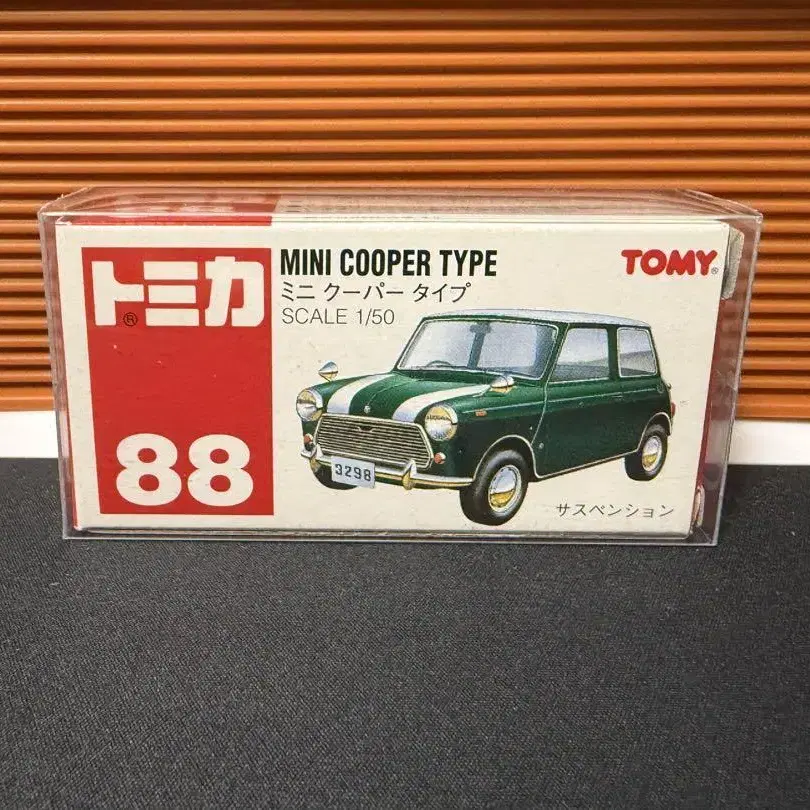 トミカ®
88
MINI COOPER TYPE
ミニ クーパー タイプ
SCALE 1/50
TOMY®
3298
サスペンション